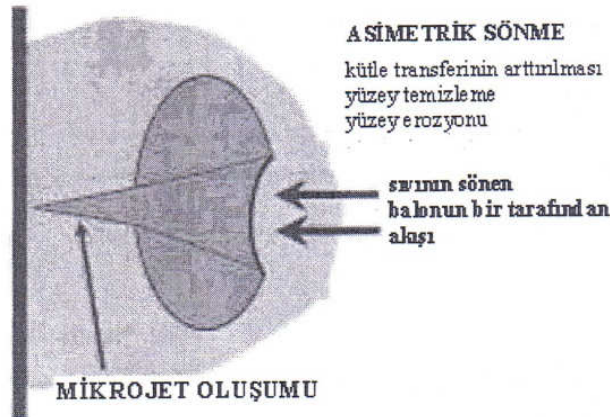 ASİMETRİK SÖNME
kütle transferinin arttırılması
yüzey temizleme
yüzey erozyonu
sıvının sönen
balonun bir tarafından
akışı
MİKROJET OLUŞUMU